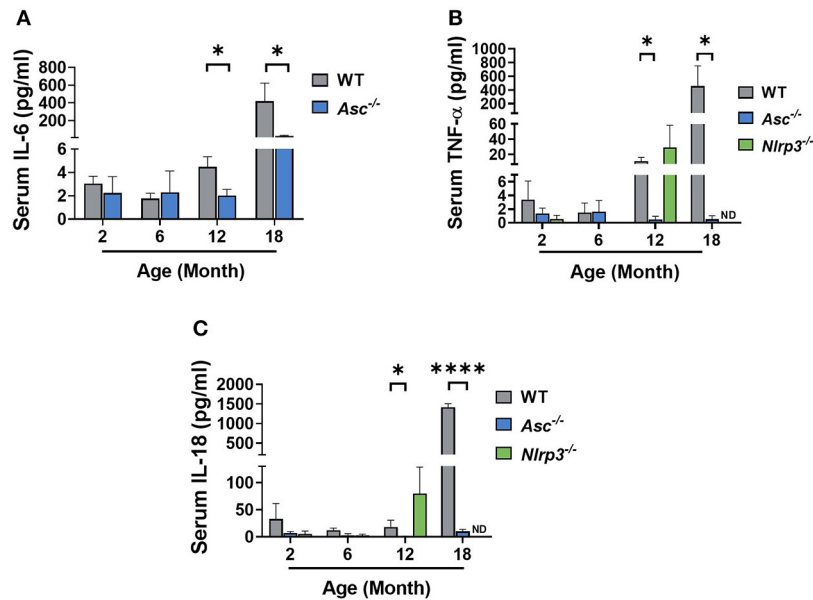 A
Serum IL-6 (pg/ml)
800
600
400
200
6
4
2
0
2 6 12 18
Age (Month)
* *
WT
Asc-/-
B
Serum TNF-α (pg/ml)
1000
800
600
400
200
60
40
20
6
4
2
0
2 6 12 18
Age (Month)
* *
ND
WT
Asc-/-
Nlrp3-/-
C
Serum IL-18 (pg/ml)
2000
1500
1000
500
100
50
0
2 6 12 18
Age (Month)
* ****
ND
WT
Asc-/-
Nlrp3-/-